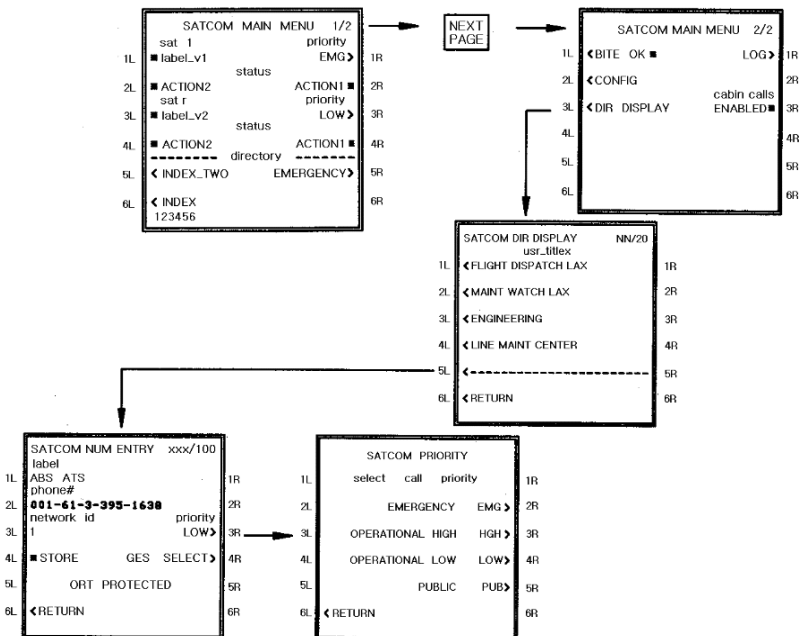 SATCOM MAIN MENU 1/2
sat 1 priority
1L ■ label_v1 EMG> 1R
status
2L ■ ACTION2 ACTION1 ■ 2R
sat r priority
3L ■ label_v2 LOW> 3R
status
4L ■ ACTION2 ACTION1 ■ 4R
------- directory ------
5L < INDEX_TWO EMERGENCY> 5R
6L < INDEX 6R
123456
NEXT
PAGE
SATCOM MAIN MENU 2/2
1L <BITE OK ■ LOG> 1R
2L <CONFIG 2R
cabin calls
3L <DIR DISPLAY ENABLED■ 3R
4L 4R
5L 5R
6L 6R
SATCOM DIR DISPLAY NN/20
usr_titlex
1L <FLIGHT DISPATCH LAX 1R
2L <MAINT WATCH LAX 2R
3L <ENGINEERING 3R
4L <LINE MAINT CENTER 4R
5L <------------------------ 5R
6L <RETURN 6R
SATCOM NUM ENTRY xxx/100
label
1L ABS ATS 1R
phone#
2L 001-61-3-395-1638 2R
network id priority
3L 1 LOW> 3R
4L ■ STORE GES SELECT> 4R
5L ORT PROTECTED 5R
6L <RETURN 6R
SATCOM PRIORITY
1L select call priority 1R
2L EMERGENCY EMG> 2R
3L OPERATIONAL HIGH HGH> 3R
4L OPERATIONAL LOW LOW> 4R
5L PUBLIC PUB> 5R
6L < RETURN 6R